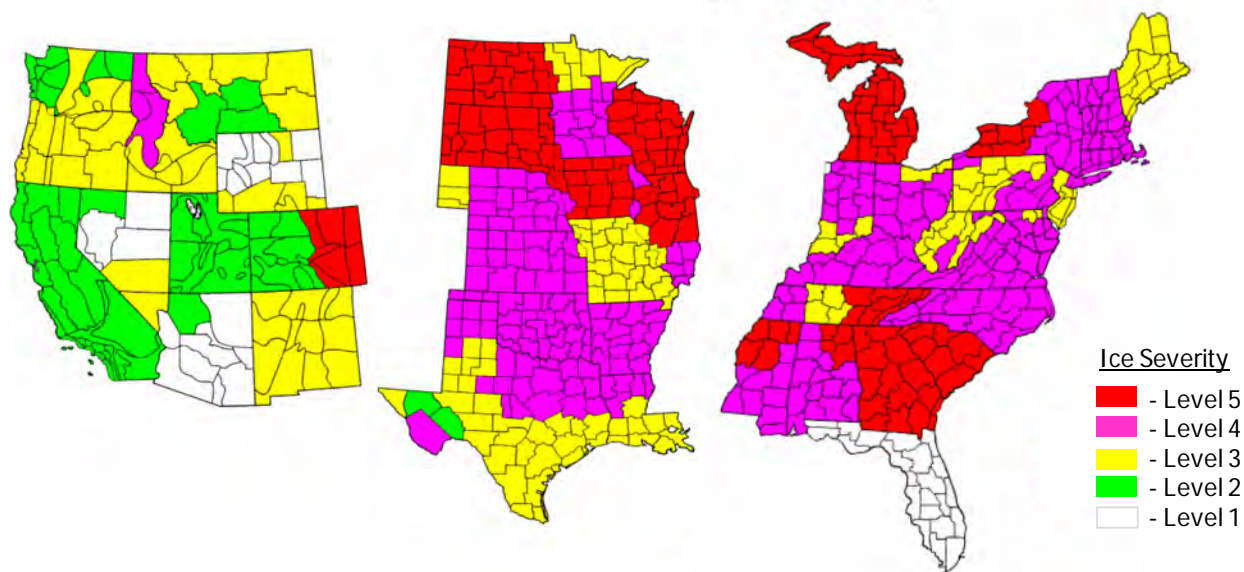 Ice Severity
- Level 5
- Level 4
- Level 3
- Level 2
- Level 1